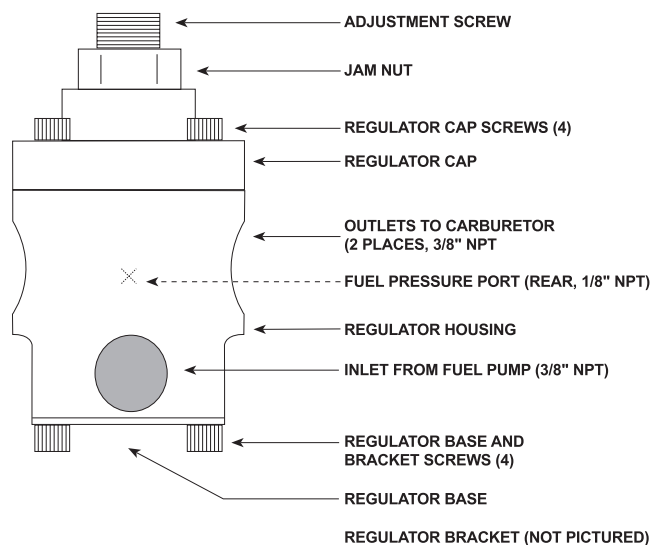 ADJUSTMENT SCREW
JAM NUT
REGULATOR CAP SCREWS (4)
REGULATOR CAP
OUTLETS TO CARBURETOR
(2 PLACES, 3/8" NPT
FUEL PRESSURE PORT (REAR, 1/8" NPT)
REGULATOR HOUSING
INLET FROM FUEL PUMP (3/8" NPT)
REGULATOR BASE AND
BRACKET SCREWS (4)
REGULATOR BASE
REGULATOR BRACKET (NOT PICTURED)